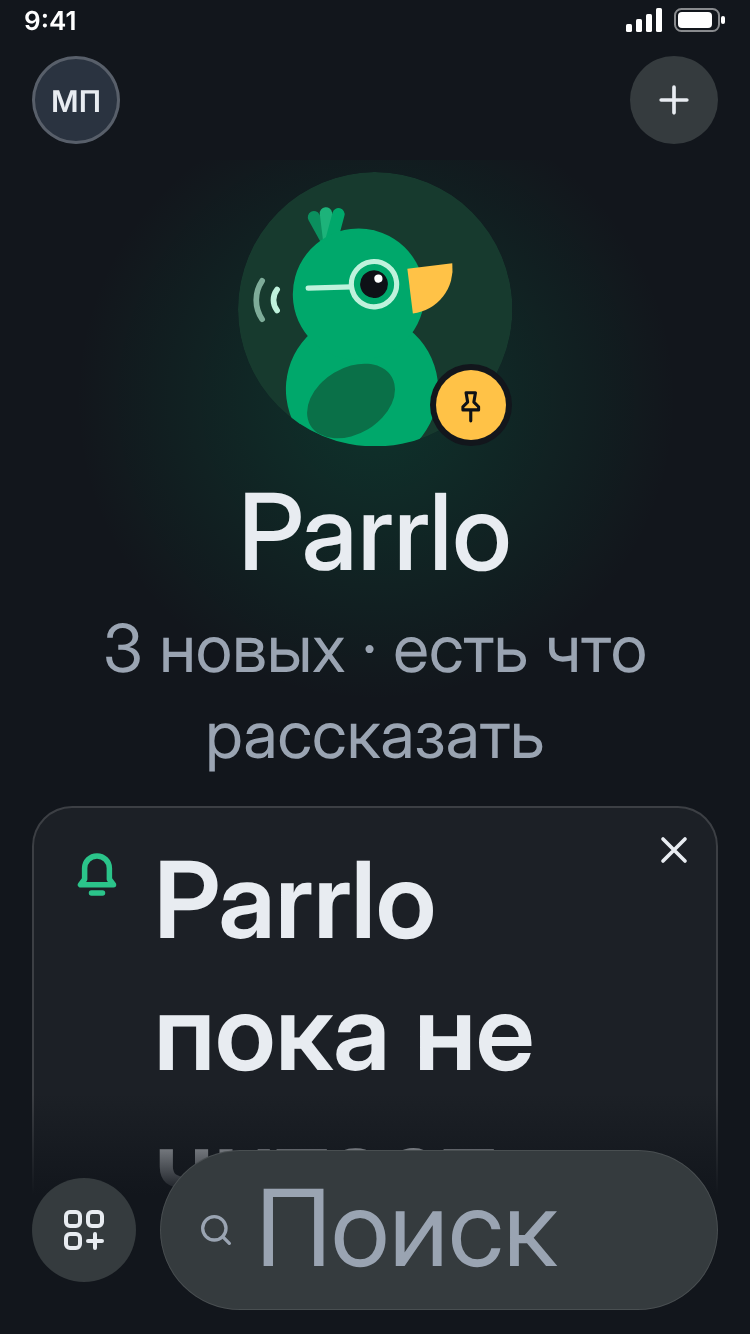 9:41
МП
Parrlo
3 новых · есть что
рассказать
Parrlo
пока не
Поиск